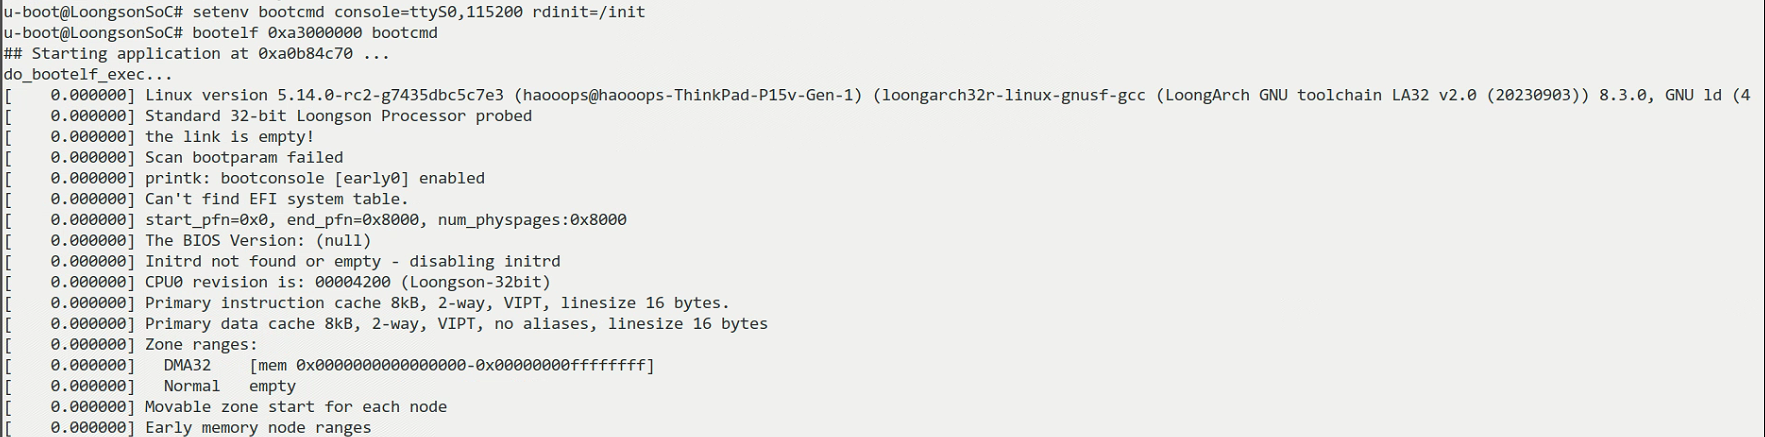 u-boot@LoongsonSoC# setenv bootcmd console=ttyS0,115200 rdinit=/init
u-boot@LoongsonSoC# bootelf 0xa3000000 bootcmd
## Starting application at 0xa0b84c70 ...
do_bootelf_exec...
[    0.000000] Linux version 5.14.0-rc2-g7435dbc5c7e3 (haooops@haooops-ThinkPad-P15v-Gen-1) (loongarch32r-linux-gnusf-gcc (LoongArch GNU toolchain LA32 v2.0 (20230903)) 8.3.0, GNU ld (4
[    0.000000] Standard 32-bit Loongson Processor probed
[    0.000000] the link is empty!
[    0.000000] Scan bootparam failed
[    0.000000] printk: bootconsole [early0] enabled
[    0.000000] Can't find EFI system table.
[    0.000000] start_pfn=0x0, end_pfn=0x8000, num_physpages:0x8000
[    0.000000] The BIOS Version: (null)
[    0.000000] Initrd not found or empty - disabling initrd
[    0.000000] CPU0 revision is: 00004200 (Loongson-32bit)
[    0.000000] Primary instruction cache 8kB, 2-way, VIPT, linesize 16 bytes.
[    0.000000] Primary data cache 8kB, 2-way, VIPT, no aliases, linesize 16 bytes
[    0.000000] Zone ranges:
[    0.000000]   DMA32    [mem 0x0000000000000000-0x00000000ffffffff]
[    0.000000]   Normal   empty
[    0.000000] Movable zone start for each node
[    0.000000] Early memory node ranges